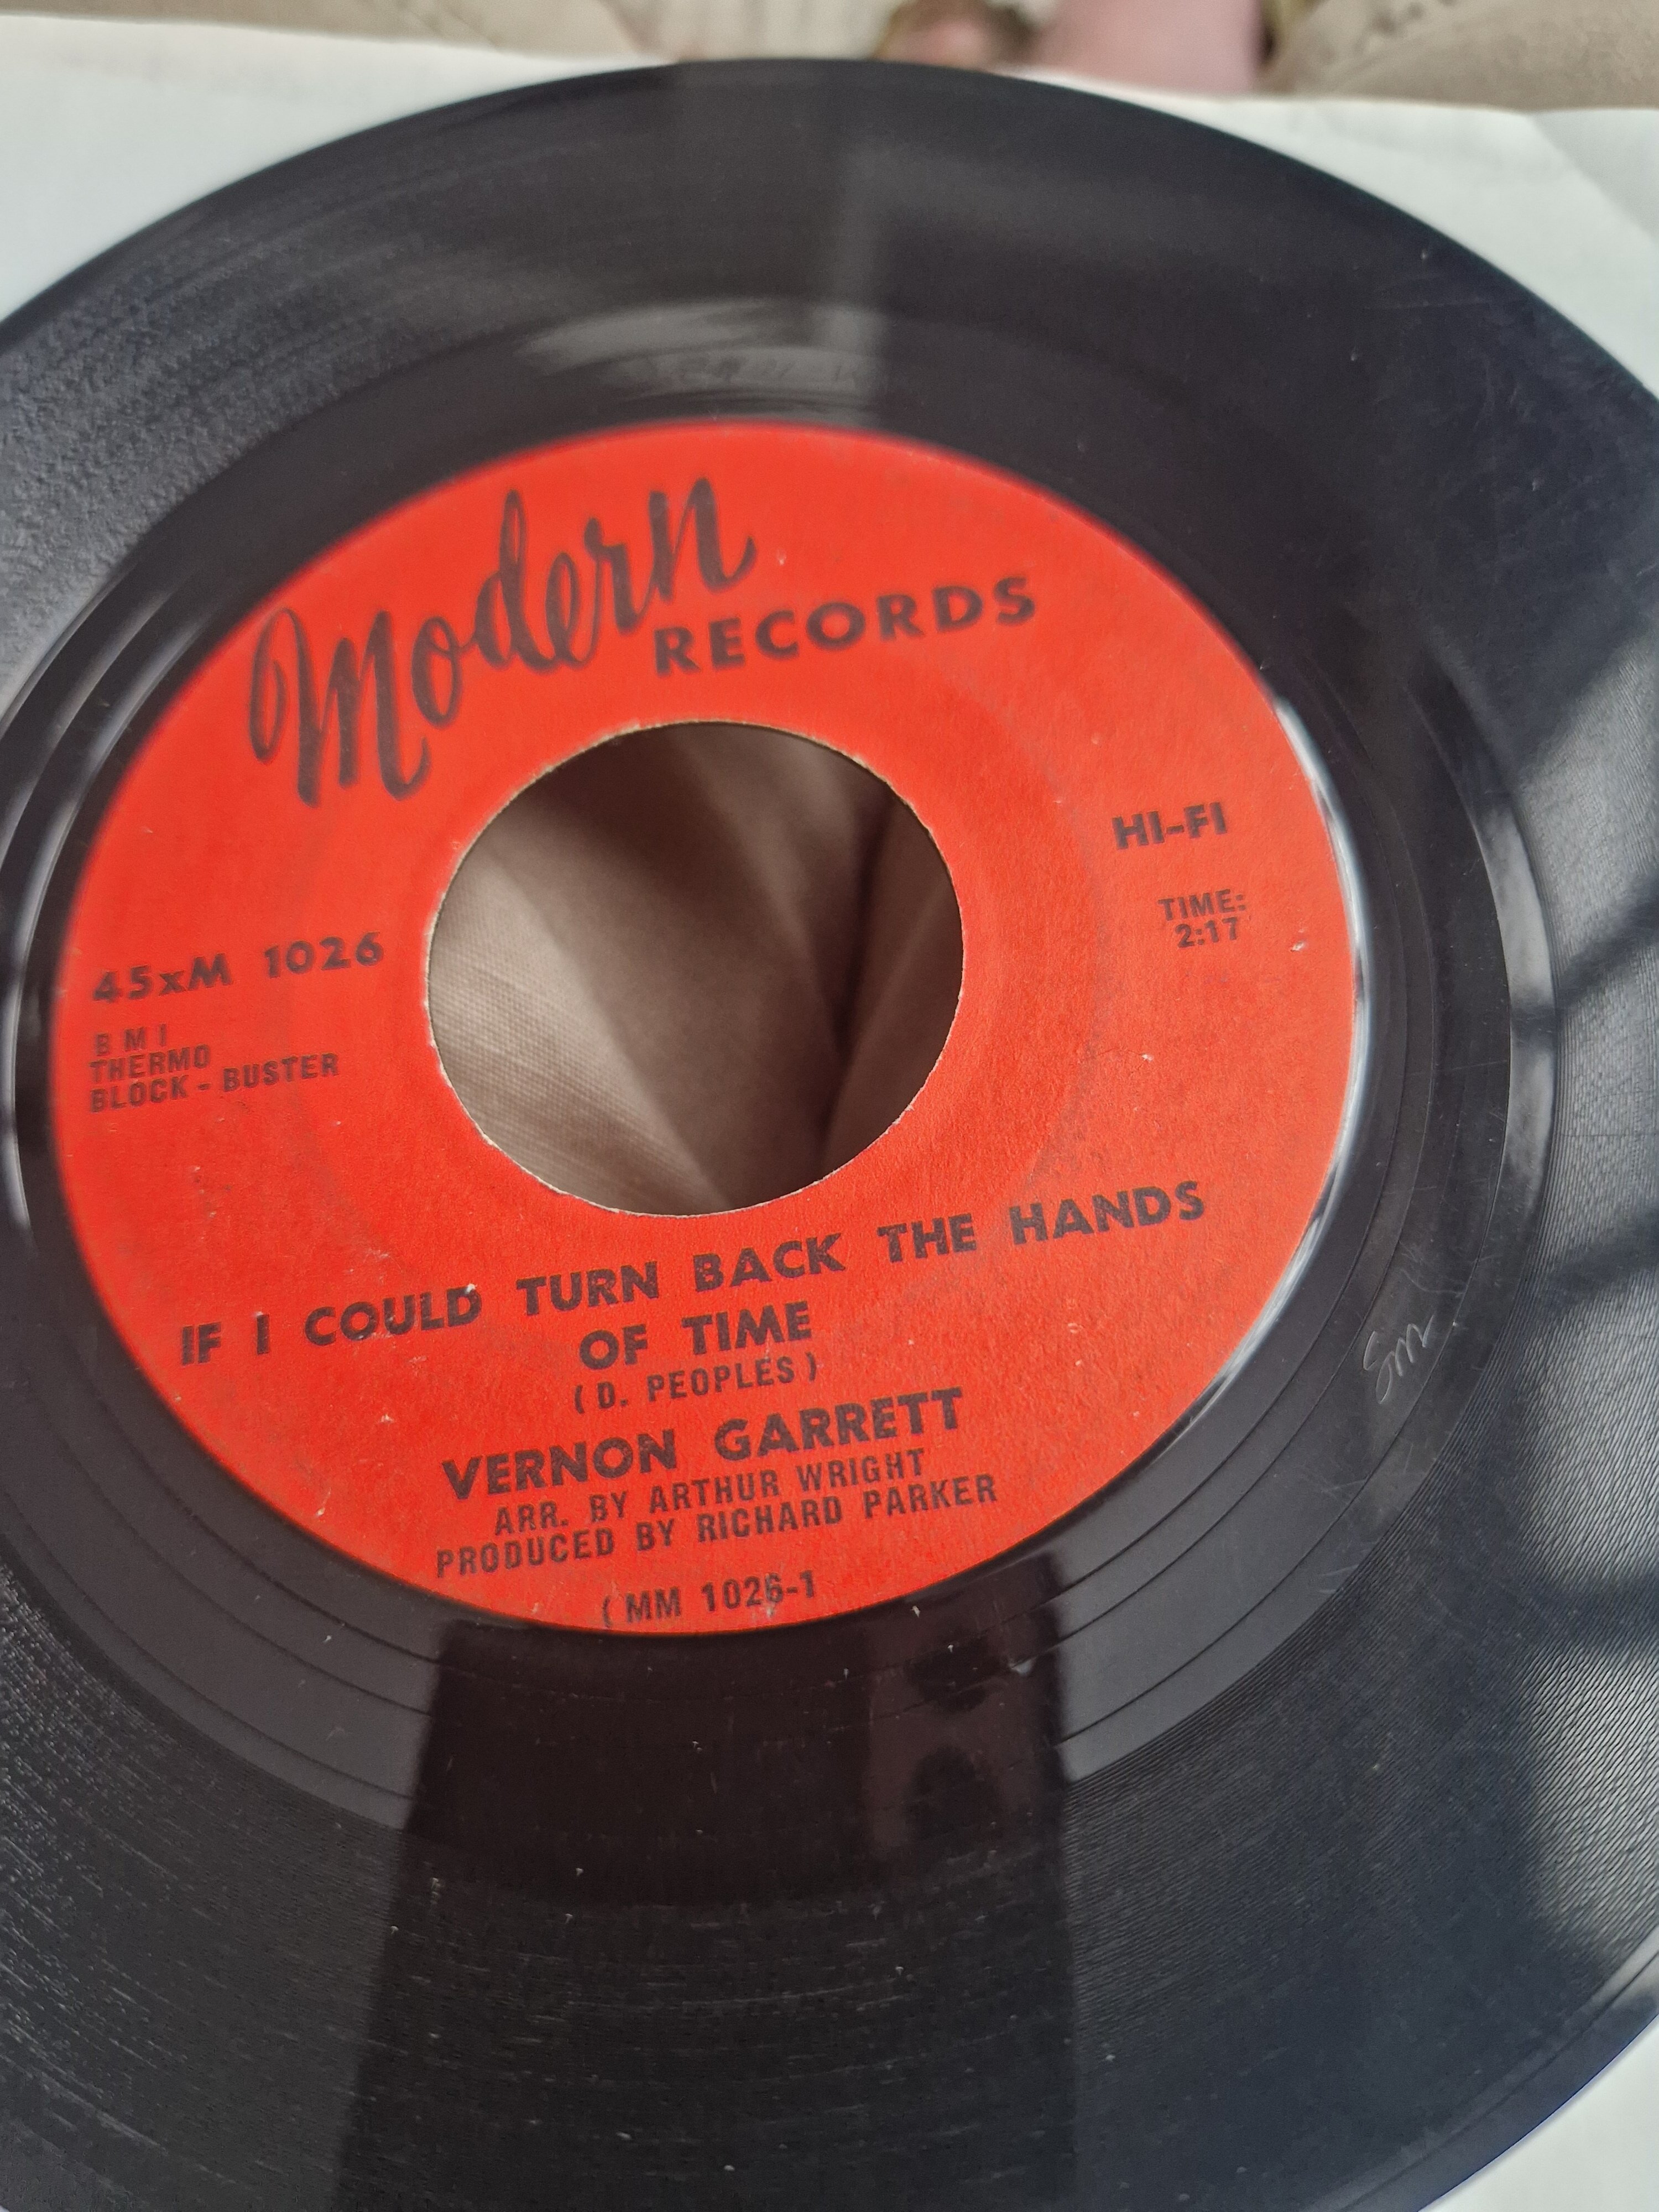 Modern
RECORDS
HI-FI
TIME:
2:17
45xM 1026
BMI
THERMO
BLOCK-BUSTER
IF I COULD TURN BACK THE HANDS
OF TIME
(D. PEOPLES)
VERNON GARRETT
ARR. BY ARTHUR WRIGHT
PRODUCED BY RICHARD PARKER
(MM 1026-1
Sm